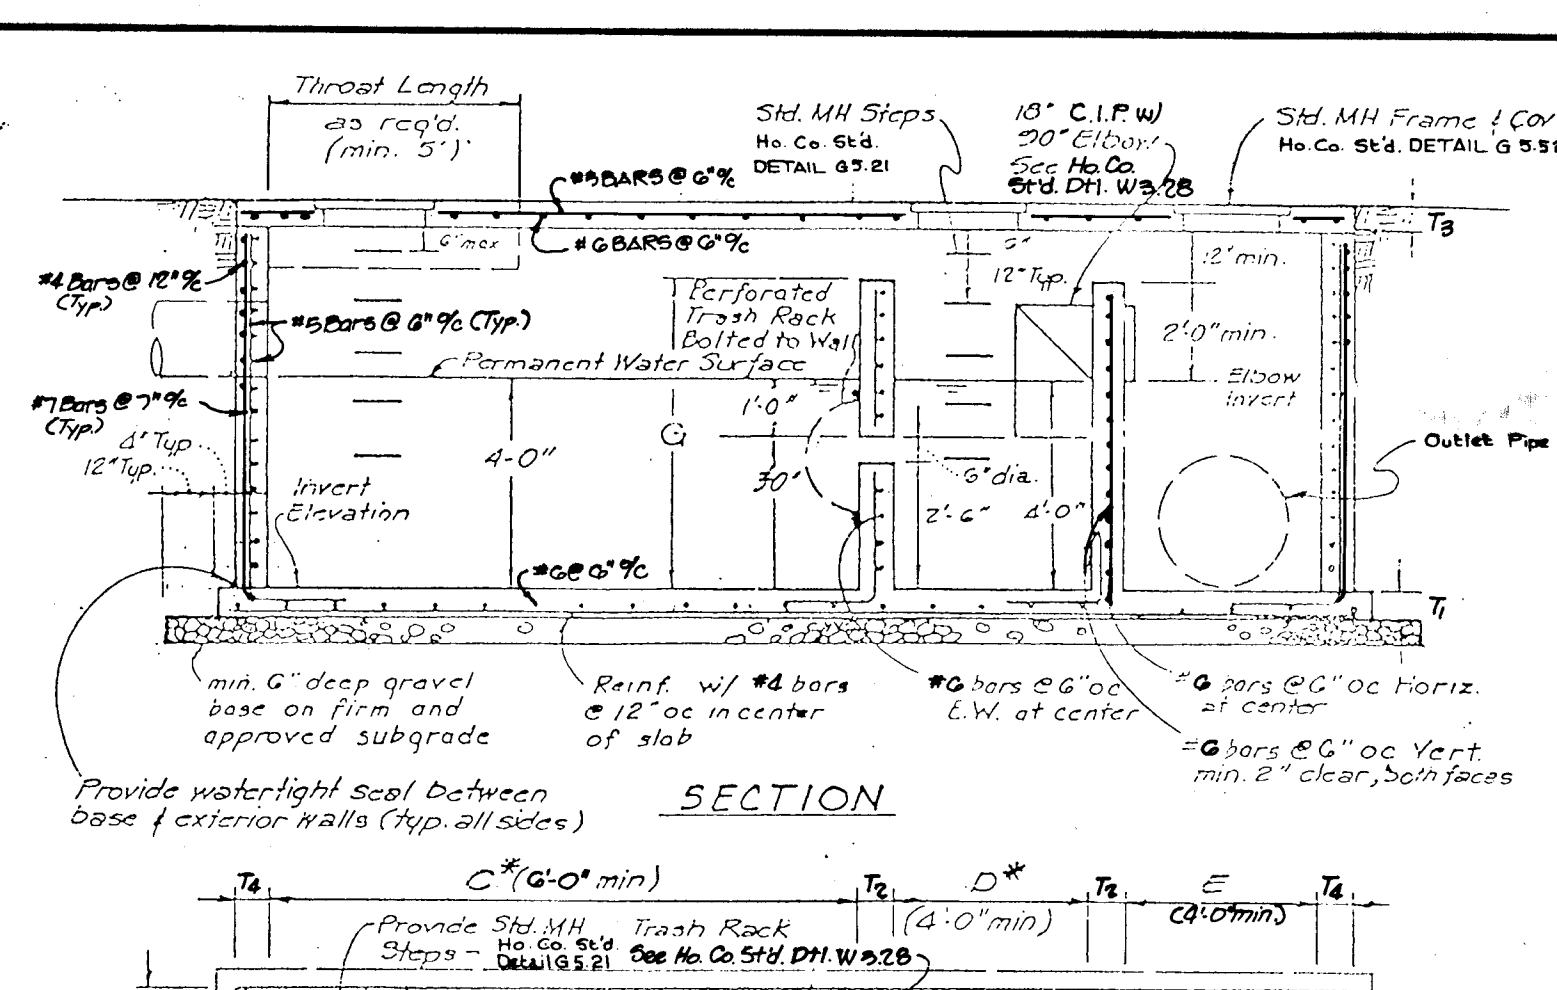 Throat Length
as req'd.
(min. 5')
Std. MH Steps
Ho. Co. St'd.
DETAIL G5.21
18" C.I.P. W/
90° Elbow
See Ho. Co.
St'd. Dtl. W3.28
Std. MH Frame & Cov
Ho. Co. St'd. DETAIL G 5.5
#5 BARS @ 6" o/c
#6 BARS @ 6" o/c
6" max
T3
12" min.
12" Typ.
#4 Bars @ 12" o/c
(Typ.)
#5 Bars @ 6" o/c (Typ.)
Perforated
Trash Rack
Bolted to Wall
2'-0" min.
Permanent Water Surface
Elbow
Invert
#7 Bars @ 7" o/c
(Typ.)
4" Typ.
12" Typ.
1'-0"
G
Outlet Pipe
4-0"
30°
6" dia.
2'-6"
4'-0"
Invert
Elevation
#6 @ 6" o/c
T1
min. 6" deep gravel
base on firm and
approved subgrade
Reinf. w/ #4 bars
@ 12" oc in center
of slab
#6 bars @ 6" oc
E.W. at center
#6 bars @ 6" oc Horiz.
at center
#6 bars @ 6" oc Vert.
min. 2" clear, both faces
Provide watertight seal between
base & exterior walls (typ. all sides)
SECTION
T4
C* (6'-0" min)
T2
D*
(4'-0" min)
T2
E
(4'-0" min.)
T4
Provide Std. MH
Steps - Ho. Co. St'd.
Detail G5.21
Trash Rack
See Ho. Co. St'd. Dtl. W 3.28